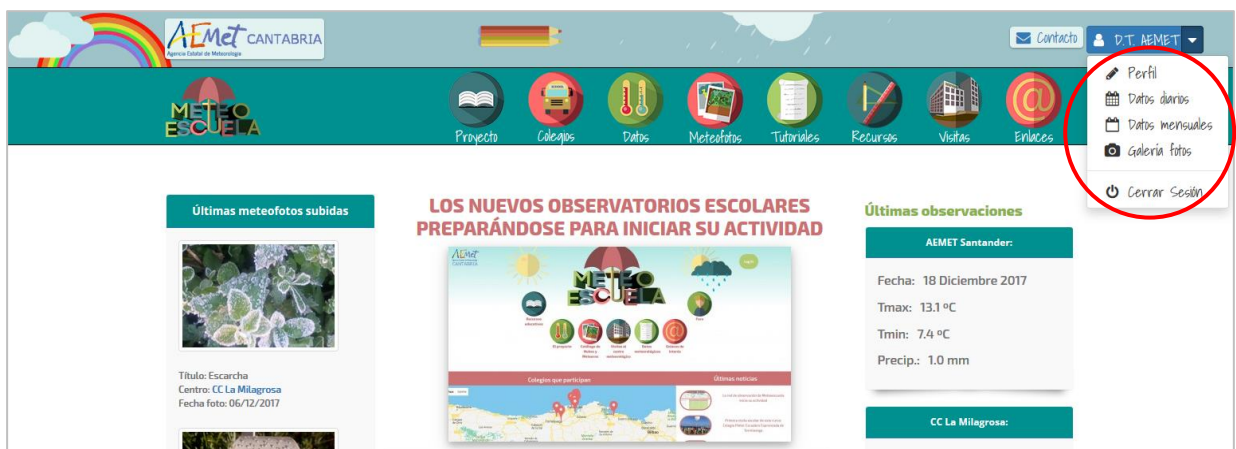 AEMet CANTABRIA
Agencia Estatal de Meteorología
Contacto
D.T. AEMET
Perfil
Datos diarios
Datos mensuales
Galería fotos
Cerrar Sesión
METEO
ESCUELA
Proyecto
Colegios
Datos
Meteofotos
Tutoriales
Recursos
Visitas
Enlaces
Últimas meteofotos subidas
Título: Escarcha
Centro: CC La Milagrosa
Fecha foto: 06/12/2017
LOS NUEVOS OBSERVATORIOS ESCOLARES
PREPARÁNDOSE PARA INICIAR SU ACTIVIDAD
AEMet
CANTABRIA
METEO
ESCUELA
Colegios que participan
Últimas noticias
Últimas observaciones
AEMET Santander:
Fecha: 18 Diciembre 2017
Tmax: 13.1 ºC
Tmin: 7.4 ºC
Precip.: 1.0 mm
CC La Milagrosa: